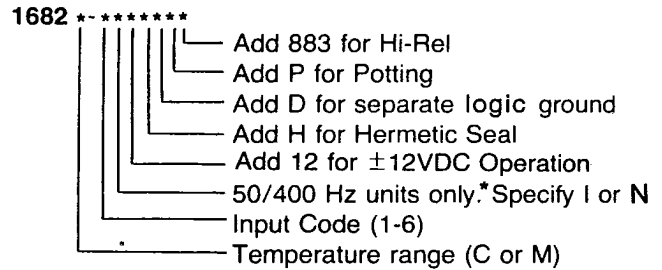 1682 *-*******
Add 883 for Hi-Rel
Add P for Potting
Add D for separate logic ground
Add H for Hermetic Seal
Add 12 for ±12VDC Operation
50/400 Hz units only.* Specify I or N
Input Code (1-6)
Temperature range (C or M)